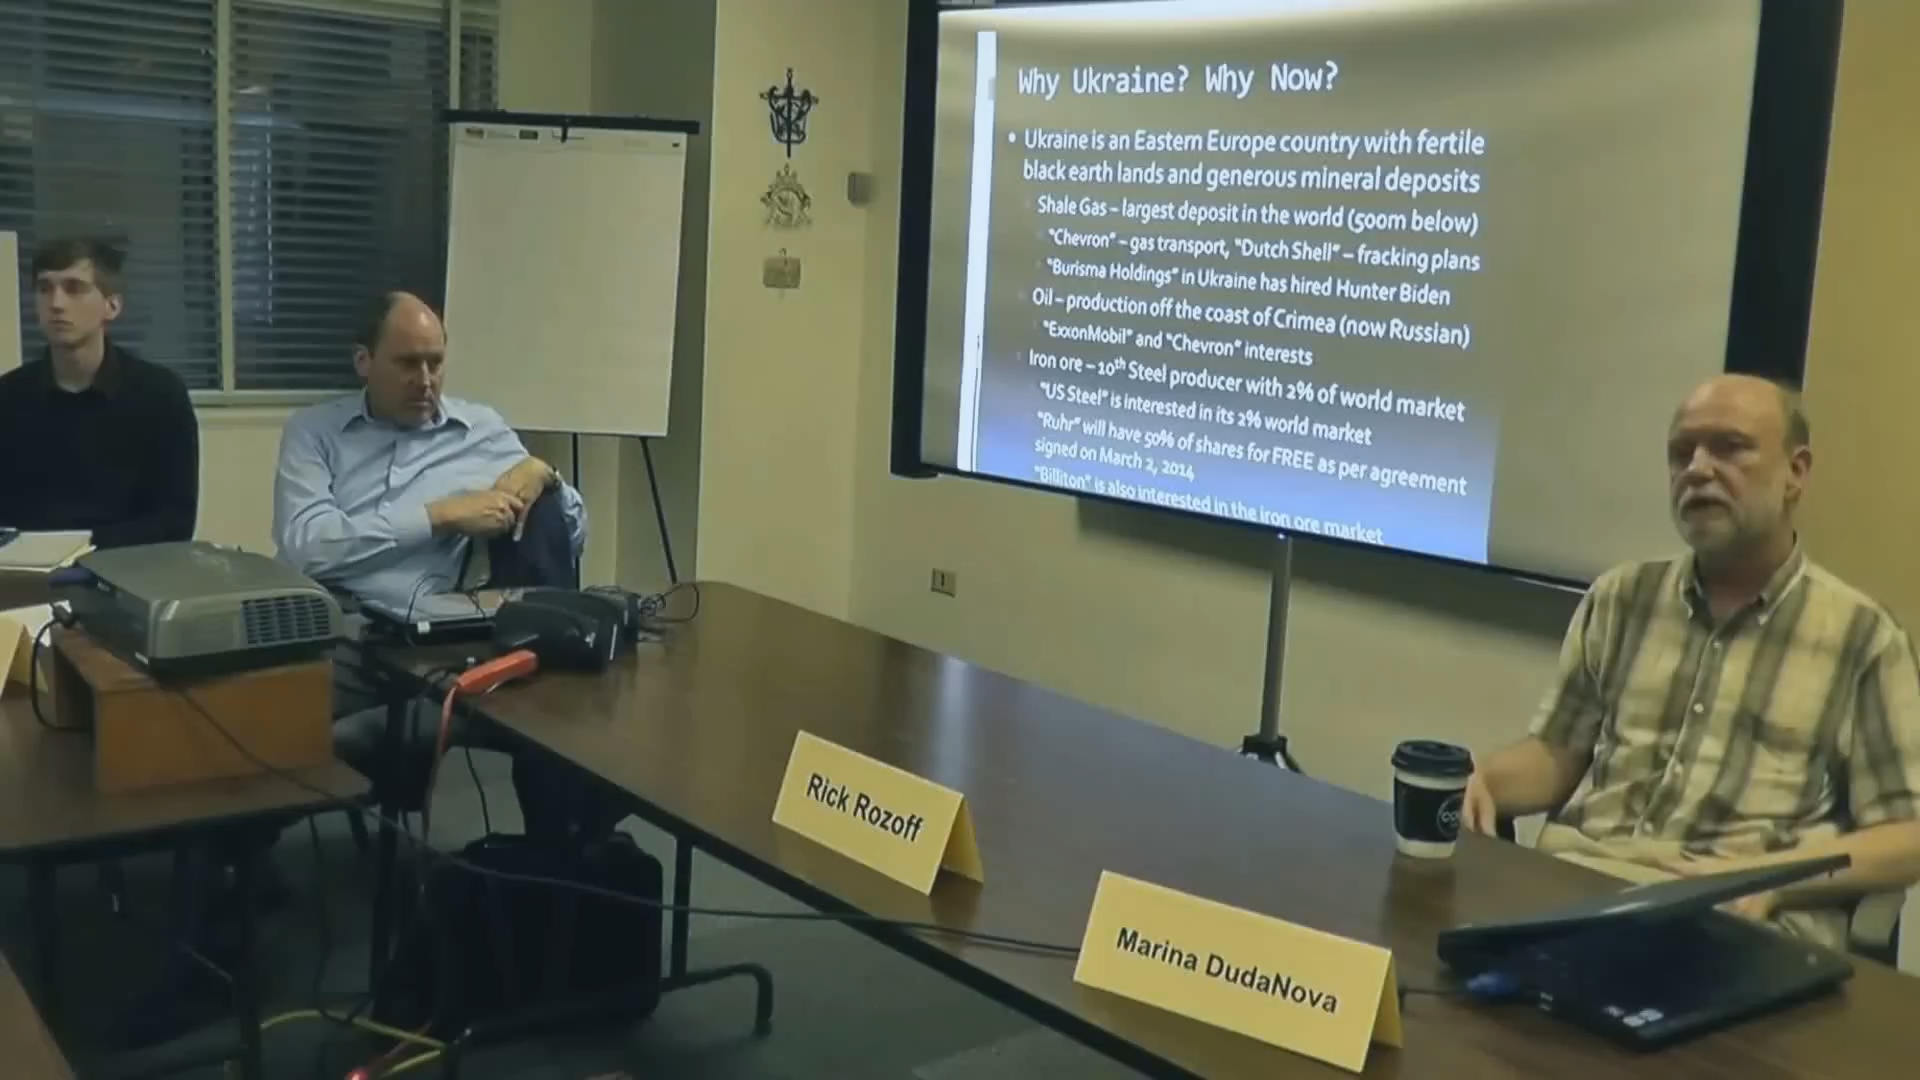 Why Ukraine? Why Now?
• Ukraine is an Eastern Europe country with fertile
black earth lands and generous mineral deposits
Shale Gas – largest deposit in the world (500m below)
"Chevron" – gas transport, "Dutch Shell" – fracking plans
"Burisma Holdings" in Ukraine has hired Hunter Biden
Oil – production off the coast of Crimea (now Russian)
"ExxonMobil" and "Chevron" interests
Iron ore – 10th Steel producer with 2% of world market
"US Steel" is interested in its 2% world market
"Ruhr" will have 50% of shares for FREE as per agreement
signed on March 2, 2014
"Billiton" is also interested in the iron ore market
Rick Rozoff
Marina DudaNova